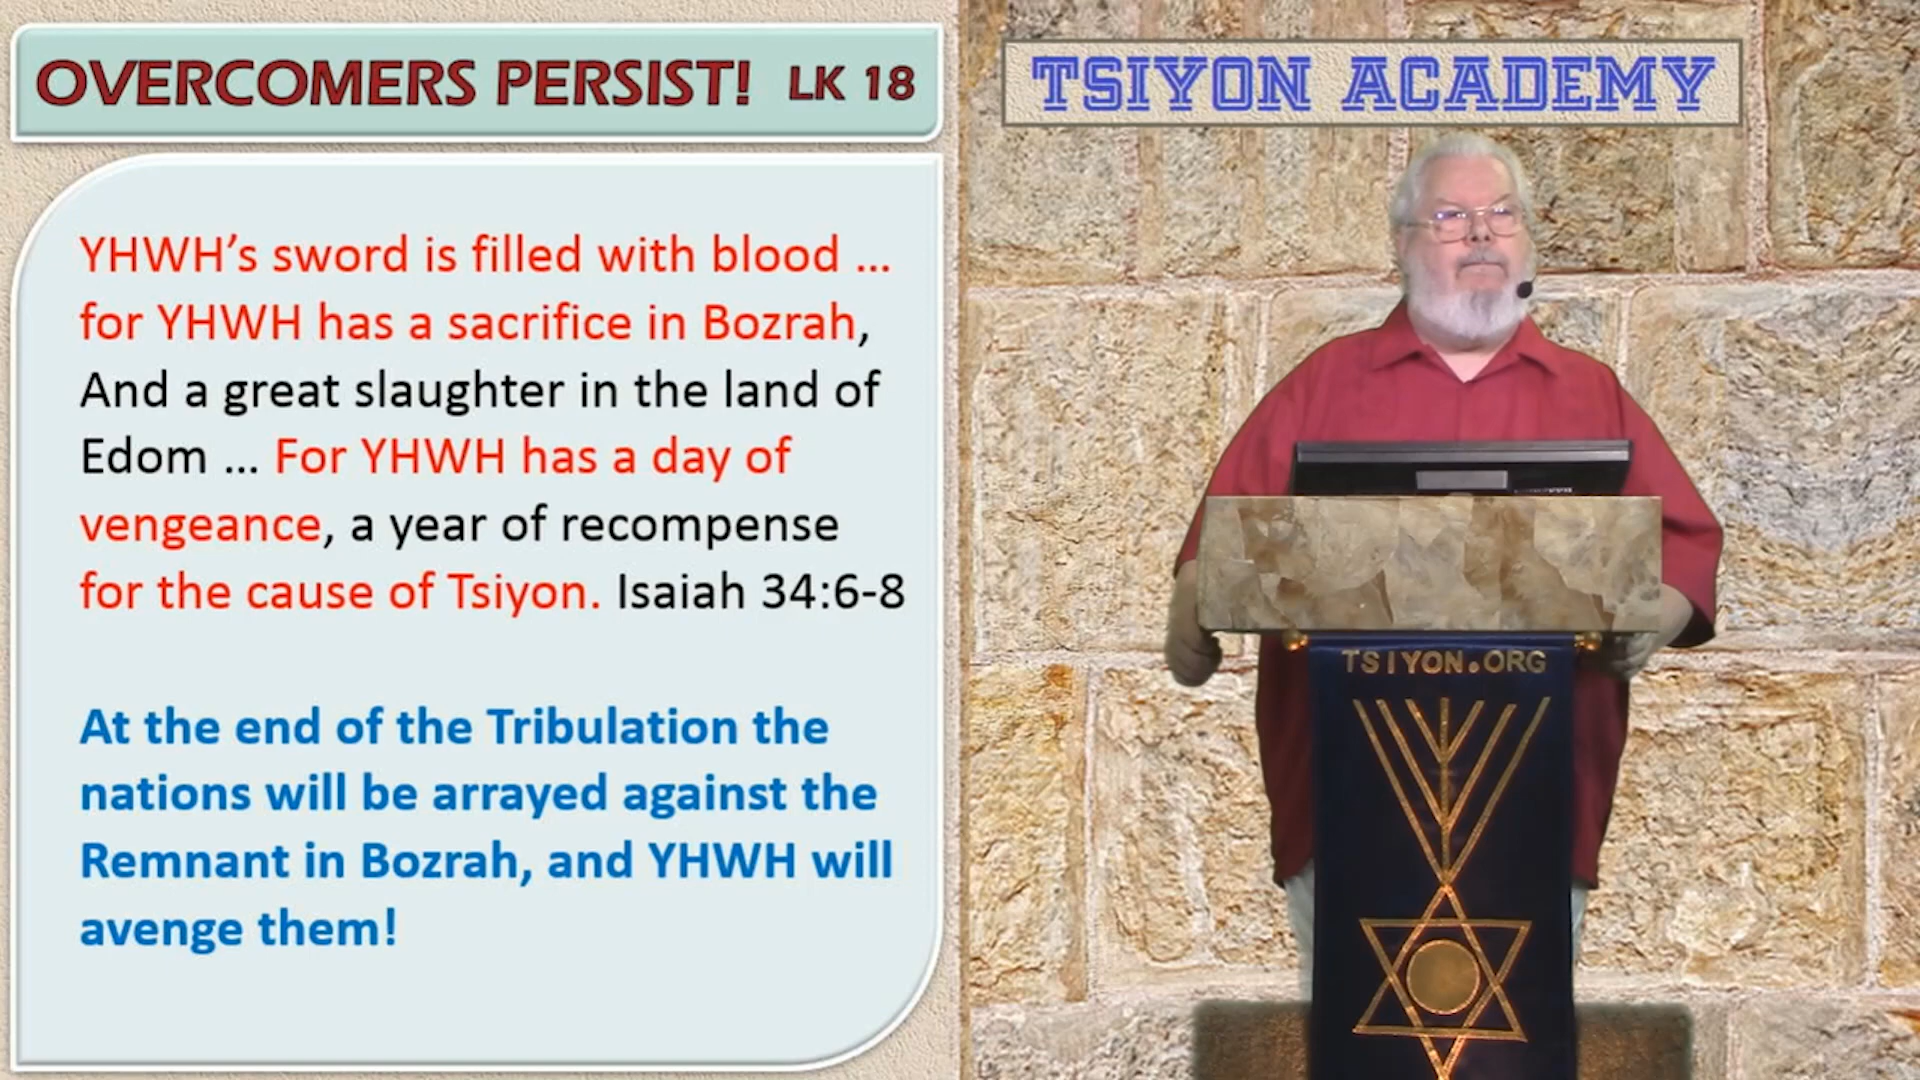 OVERCOMERS PERSIST! LK 18
YHWH’s sword is filled with blood ...
for YHWH has a sacrifice in Bozrah,
And a great slaughter in the land of
Edom ... For YHWH has a day of
vengeance, a year of recompense
for the cause of Tsiyon. Isaiah 34:6-8
At the end of the Tribulation the
nations will be arrayed against the
Remnant in Bozrah, and YHWH will
avenge them!
TSIYON ACADEMY
TSIYON.ORG